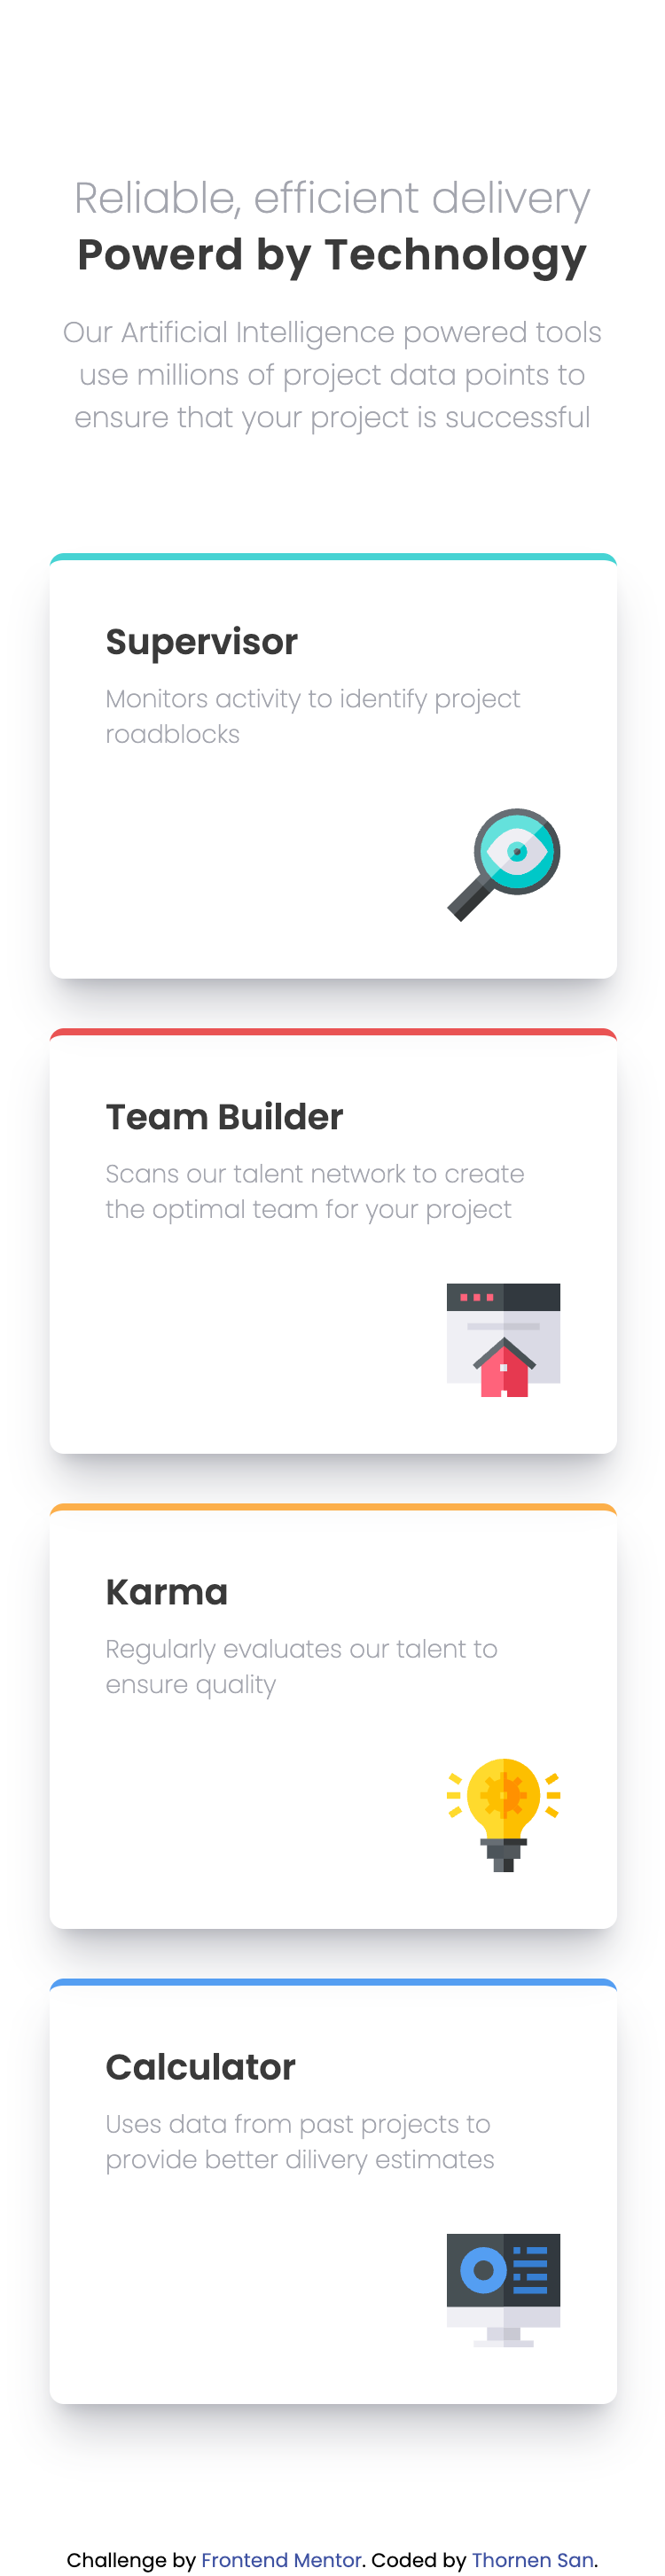 Reliable, efficient delivery
Powerd by Technology
Our Artificial Intelligence powered tools
use millions of project data points to
ensure that your project is successful
Supervisor
Monitors activity to identify project
roadblocks
Team Builder
Scans our talent network to create
the optimal team for your project
Karma
Regularly evaluates our talent to
ensure quality
Calculator
Uses data from past projects to
provide better dilivery estimates
Challenge by Frontend Mentor. Coded by Thornen San.